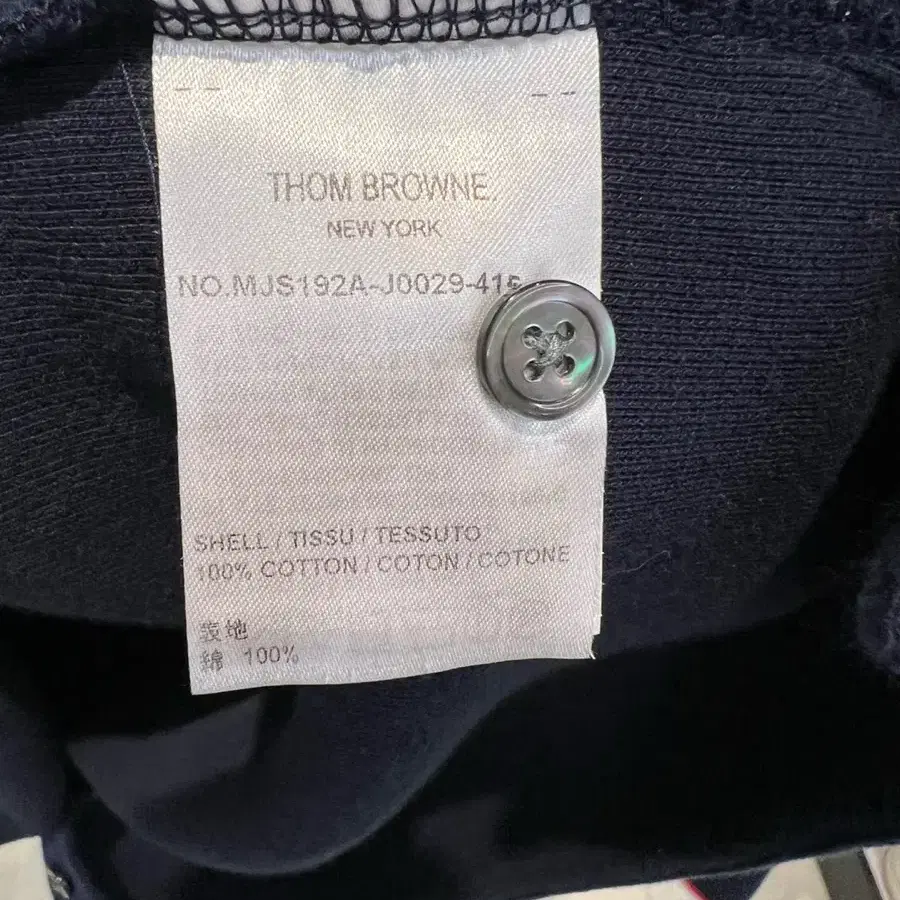 THOM BROWNE.
NEW YORK
NO.MJS192A-J0029-415
SHELL / TISSU / TESSUTO
100% COTTON / COTON / COTONE
表地
綿 100%